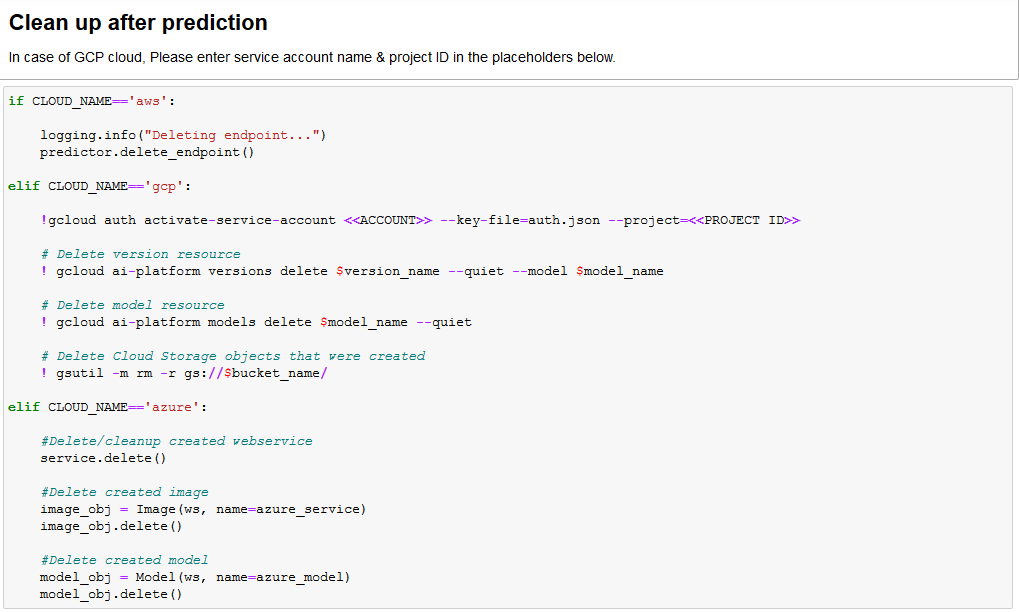 Clean up after prediction
In case of GCP cloud, Please enter service account name & project ID in the placeholders below.
if CLOUD_NAME=='aws':
logging.info("Deleting endpoint...")
predictor.delete_endpoint()
elif CLOUD_NAME=='gcp':
!gcloud auth activate-service-account <<ACCOUNT>> --key-file=auth.json --project=<<PROJECT ID>>
# Delete version resource
! gcloud ai-platform versions delete $version_name --quiet --model $model_name
# Delete model resource
! gcloud ai-platform models delete $model_name --quiet
# Delete Cloud Storage objects that were created
! gsutil -m rm -r gs://$bucket_name/
elif CLOUD_NAME=='azure':
#Delete/cleanup created webservice
service.delete()
#Delete created image
image_obj = Image(ws, name=azure_service)
image_obj.delete()
#Delete created model
model_obj = Model(ws, name=azure_model)
model_obj.delete()